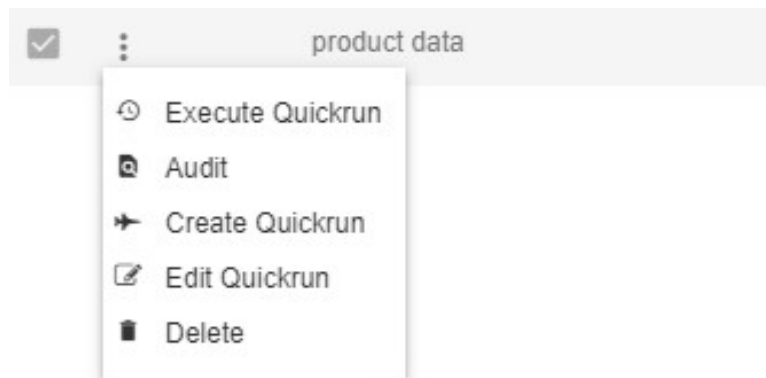 product data
Execute Quickrun
Audit
Create Quickrun
Edit Quickrun
Delete